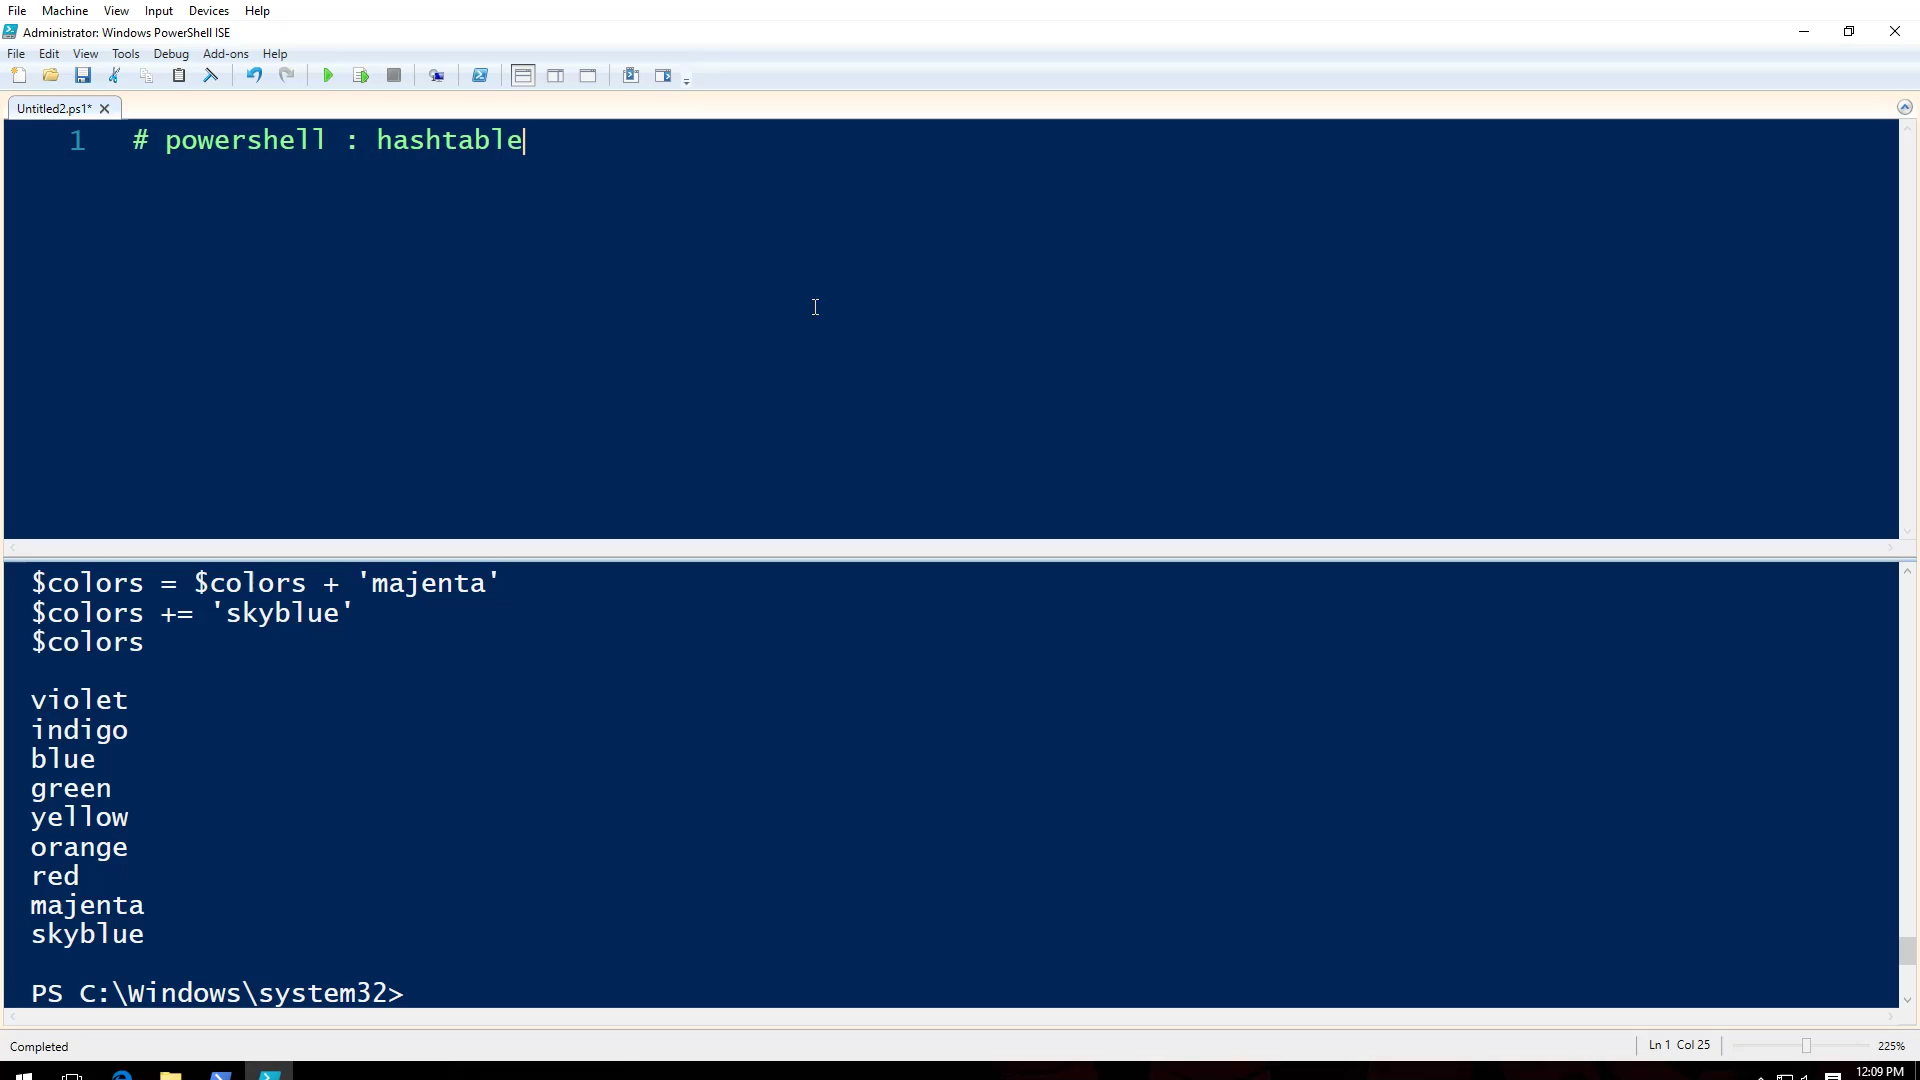 File Machine View Input Devices Help
Administrator: Windows PowerShell ISE
File Edit View Tools Debug Add-ons Help
Untitled2.ps1*
1 # powershell : hashtable
$colors = $colors + 'majenta'
$colors += 'skyblue'
$colors
violet
indigo
blue
green
yellow
orange
red
majenta
skyblue
PS C:\Windows\system32>
Completed
Ln 1 Col 25
225%
12:09 PM